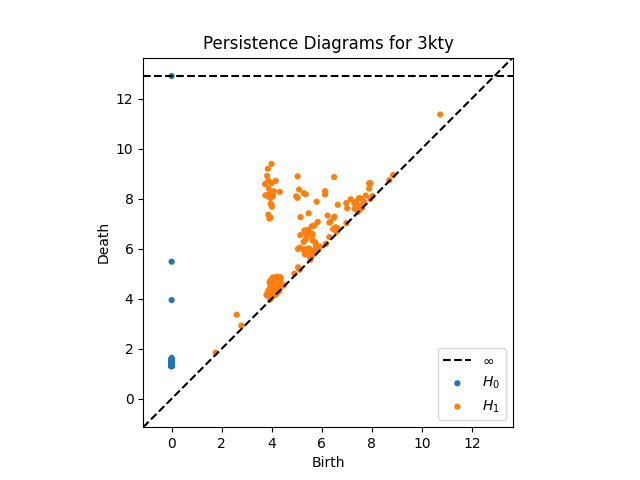 Persistence Diagrams for 3kty
12
10
8
6
4
2
0
Death
0 2 4 6 8 10 12
Birth
∞
H₀
H₁